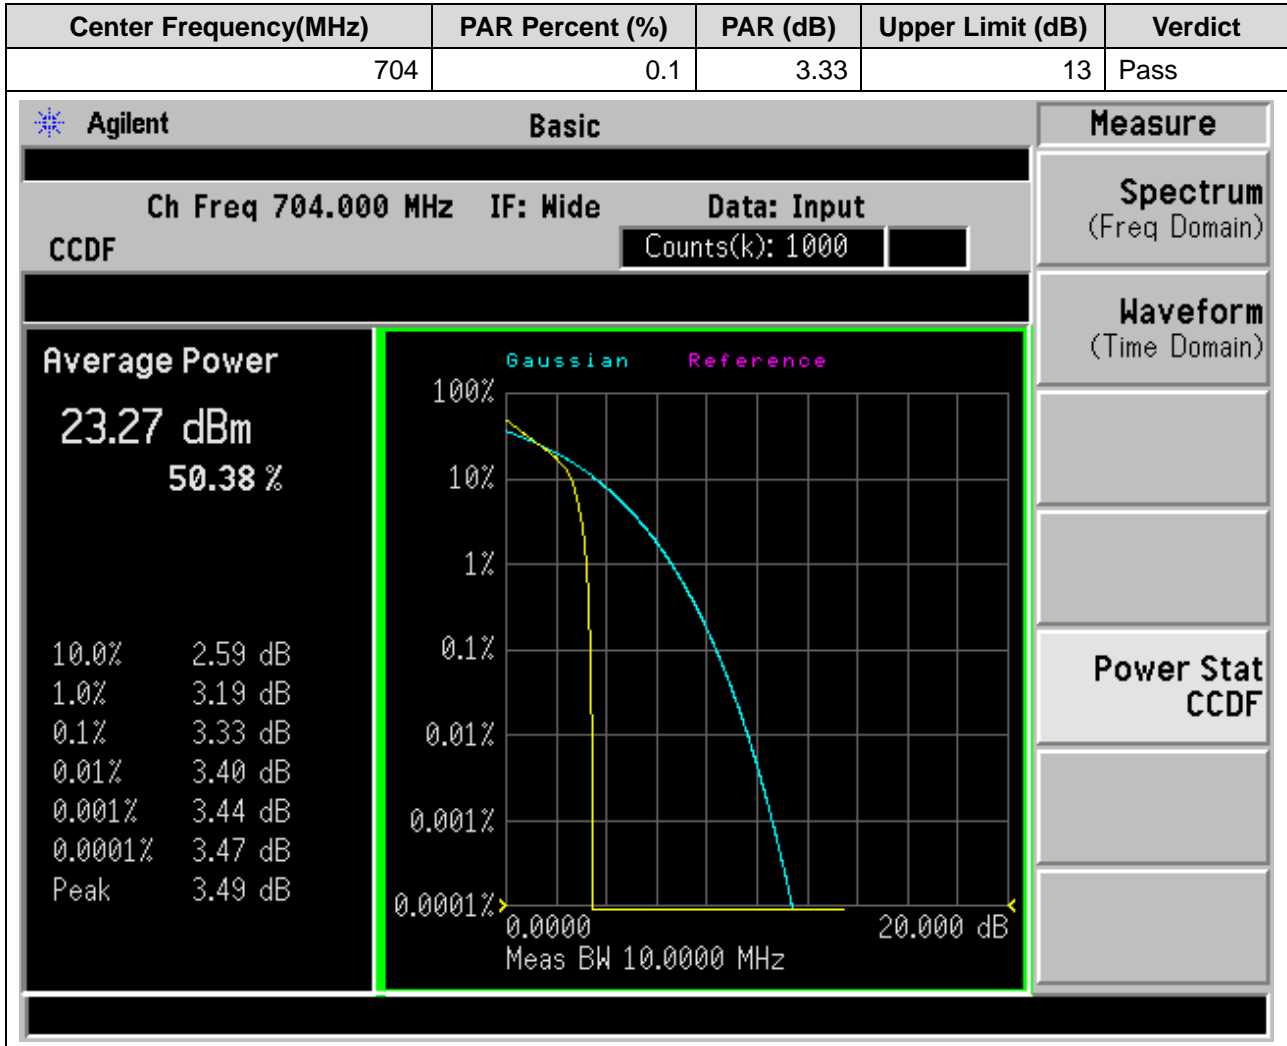 Center Frequency(MHz) PAR Percent (%) PAR (dB) Upper Limit (dB) Verdict
704 0.1 3.33 13 Pass
Agilent Basic Measure
Ch Freq 704.000 MHz IF: Wide Data: Input
CCDF Counts(k): 1000
Spectrum
(Freq Domain)
Waveform
(Time Domain)
Power Stat
CCDF
Average Power
23.27 dBm
50.38 %
10.0% 2.59 dB
1.0% 3.19 dB
0.1% 3.33 dB
0.01% 3.40 dB
0.001% 3.44 dB
0.0001% 3.47 dB
Peak 3.49 dB
Gaussian Reference
100%
10%
1%
0.1%
0.01%
0.001%
0.0001%
0.0000 20.000 dB
Meas BW 10.0000 MHz